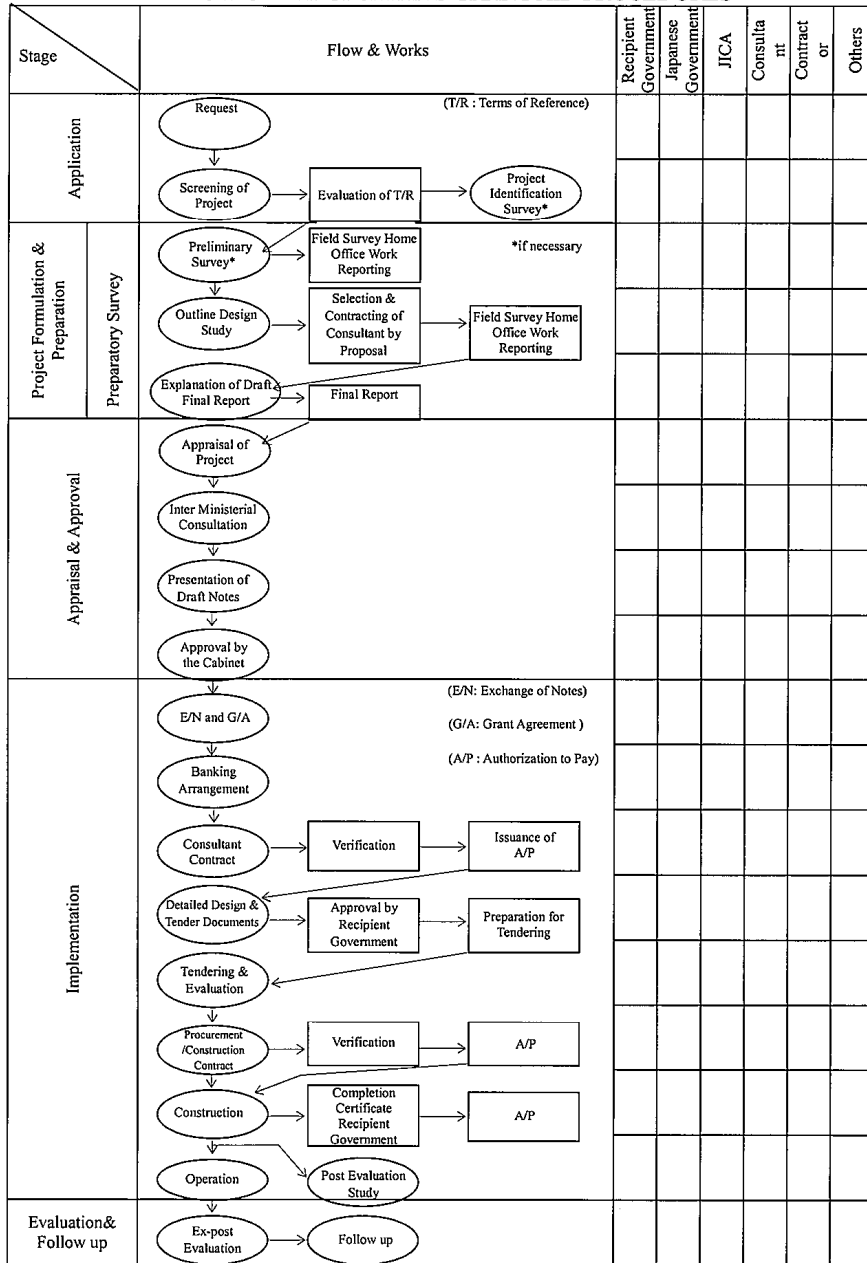 Stage
Flow & Works
Recipient
Government
Japanese
Government
JICA
Consulta
nt
Contract
or
Others
Application
Request
(T/R : Terms of Reference)
Screening of
Project
Evaluation of T/R
Project
Identification
Survey*
Project Formulation &
Preparation
Preparatory Survey
Preliminary
Survey*
Field Survey Home
Office Work
Reporting
*if necessary
Outline Design
Study
Selection &
Contracting of
Consultant by
Proposal
Field Survey Home
Office Work
Reporting
Explanation of Draft
Final Report
Final Report
Appraisal & Approval
Appraisal of
Project
Inter Ministerial
Consultation
Presentation of
Draft Notes
Approval by
the Cabinet
Implementation
E/N and G/A
(E/N: Exchange of Notes)
(G/A: Grant Agreement )
(A/P : Authorization to Pay)
Banking
Arrangement
Consultant
Contract
Verification
Issuance of
A/P
Detailed Design &
Tender Documents
Approval by
Recipient
Government
Preparation for
Tendering
Tendering &
Evaluation
Procurement
/Construction
Contract
Verification
A/P
Construction
Completion
Certificate
Recipient
Government
A/P
Operation
Post Evaluation
Study
Evaluation&
Follow up
Ex-post
Evaluation
Follow up